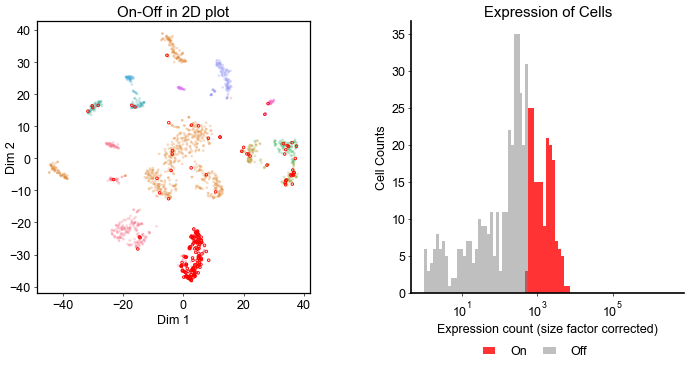 On-Off in 2D plot
40
30
20
10
0
−10
−20
−30
−40
Dim 2
−40 −20 0 20 40
Dim 1
Expression of Cells
35
30
25
20
15
10
5
0
Cell Counts
10^1 10^3 10^5
Expression count (size factor corrected)
On Off